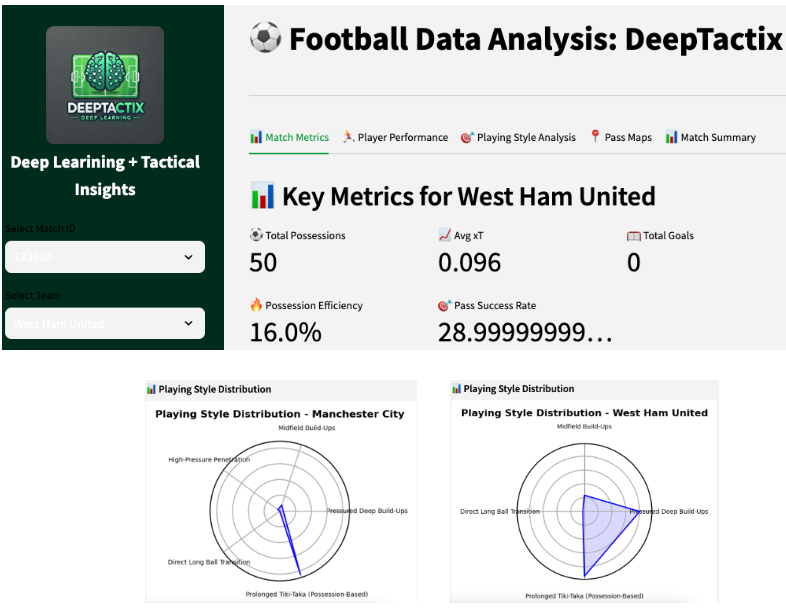 DEEPTACTIX
DEEP LEARNING
Deep Learining + Tactical
Insights
Select Match ID
123860
Select Team
West Ham United
Football Data Analysis: DeepTactix
Match Metrics
Player Performance
Playing Style Analysis
Pass Maps
Match Summary
Key Metrics for West Ham United
Total Possessions
50
Avg xT
0.096
Total Goals
0
Possession Efficiency
16.0%
Pass Success Rate
28.99999999…
Playing Style Distribution
Playing Style Distribution - Manchester City
Midfield Build-Ups
High-Pressure Penetration
Pressured Deep Build-Ups
Direct Long Ball Transition
Prolonged Tiki-Taka (Possession-Based)
Playing Style Distribution
Playing Style Distribution - West Ham United
Midfield Build-Ups
Direct Long Ball Transition
Pressured Deep Build-Ups
Prolonged Tiki-Taka (Possession-Based)